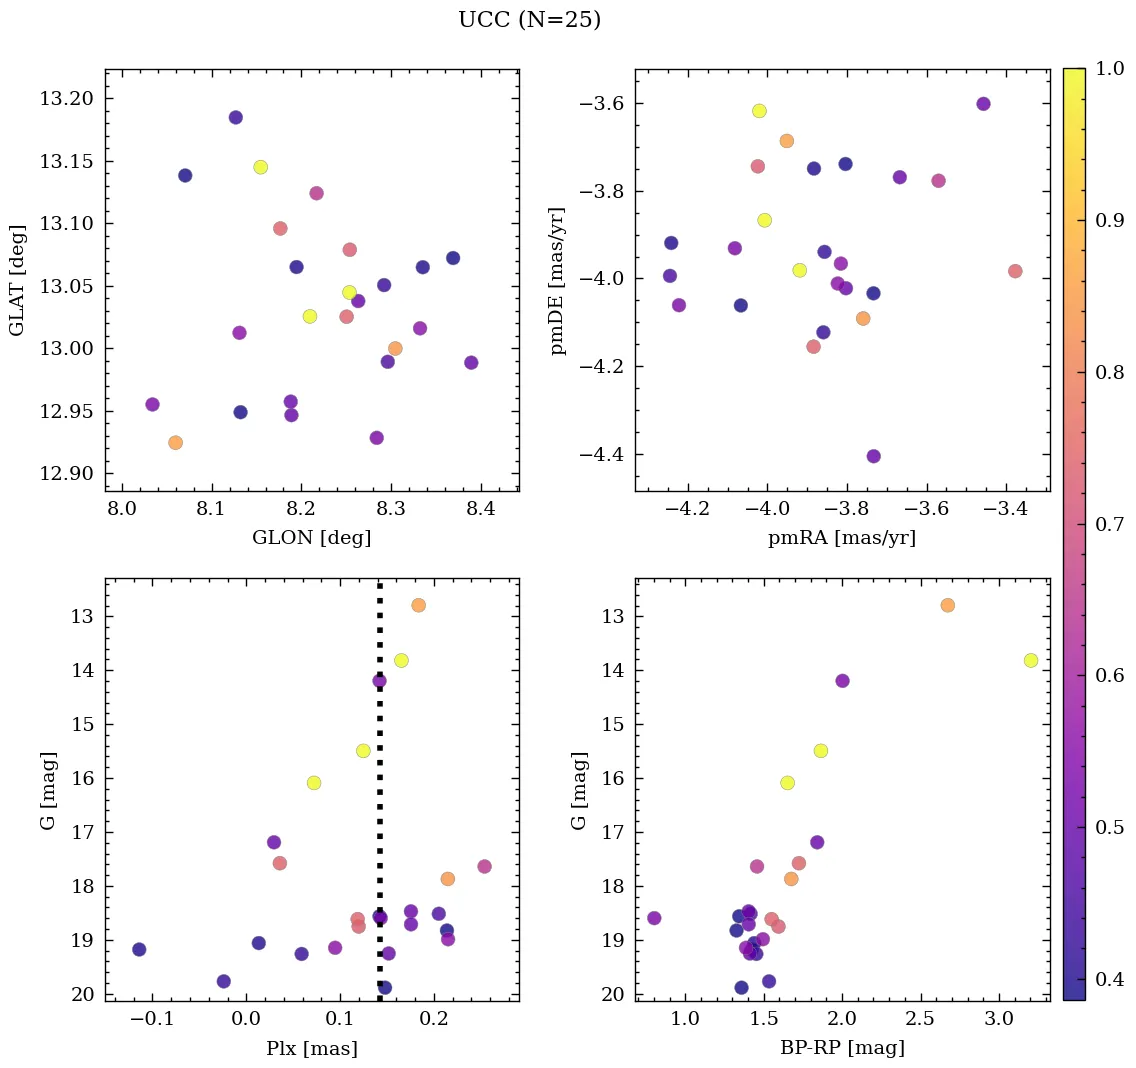 UCC (N=25)
13.20
13.15
13.10
13.05
13.00
12.95
12.90
GLAT [deg]
8.0 8.1 8.2 8.3 8.4
GLON [deg]
−3.6
−3.8
−4.0
−4.2
−4.4
pmDE [mas/yr]
−4.2 −4.0 −3.8 −3.6 −3.4
pmRA [mas/yr]
1.0
0.9
0.8
0.7
0.6
0.5
0.4
13
14
15
16
17
18
19
20
G [mag]
−0.1 0.0 0.1 0.2
Plx [mas]
13
14
15
16
17
18
19
20
G [mag]
1.0 1.5 2.0 2.5 3.0
BP-RP [mag]